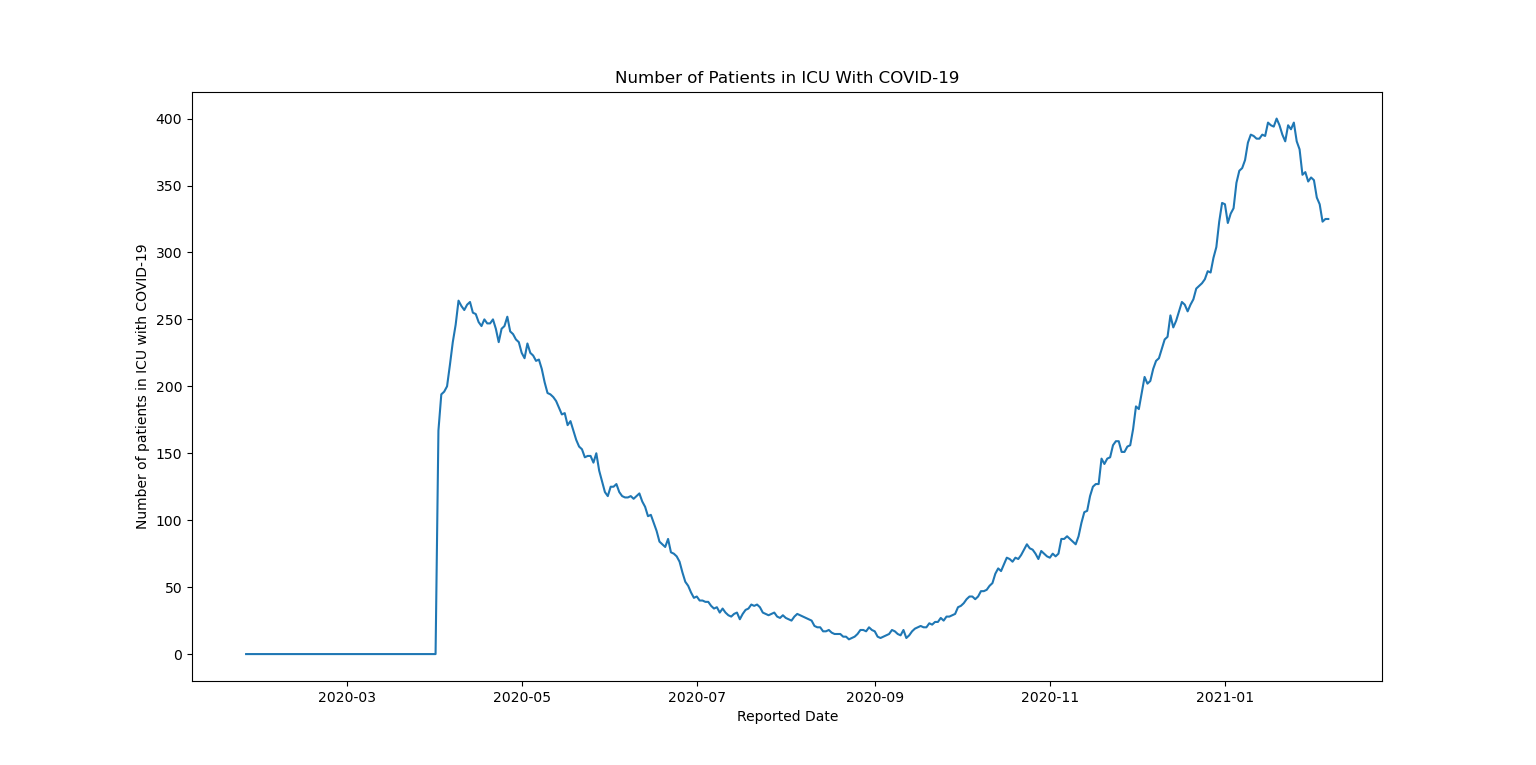 Number of Patients in ICU With COVID-19
Number of patients in ICU with COVID-19
400
350
300
250
200
150
100
50
0
2020-03 2020-05 2020-07 2020-09 2020-11 2021-01
Reported Date